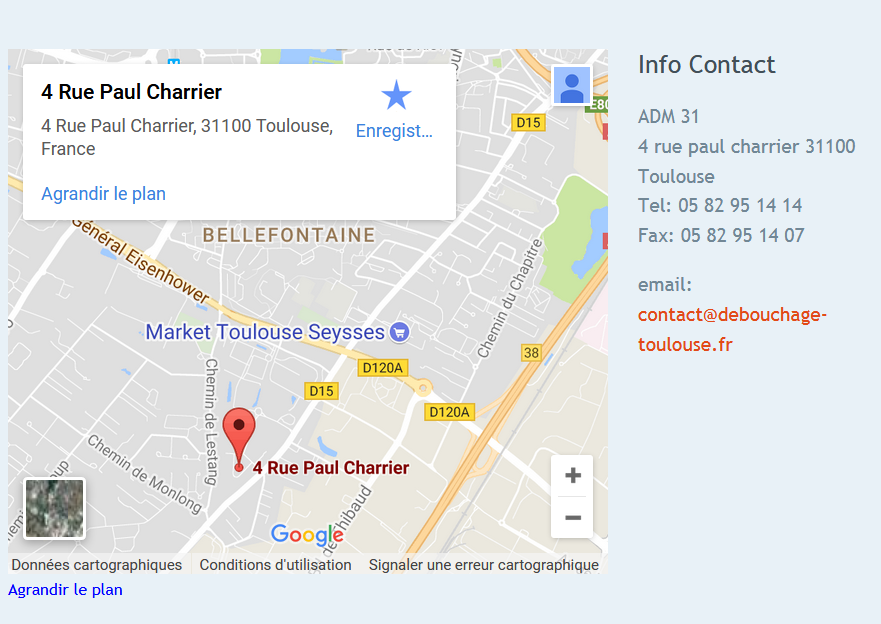 4 Rue Paul Charrier
4 Rue Paul Charrier, 31100 Toulouse,
France
Enregist...
Agrandir le plan
E80
D15
BELLEFONTAINE
Général Eisenhower
Chemin du Chapitre
Market Toulouse Seysses
38
D120A
D15
D120A
Chemin de Lestang
4 Rue Paul Charrier
Chemin de Monlong
Google
Données cartographiques
Conditions d'utilisation
Signaler une erreur cartographique
Agrandir le plan
Info Contact
ADM 31
4 rue paul charrier 31100
Toulouse
Tel: 05 82 95 14 14
Fax: 05 82 95 14 07
email:
contact@debouchage-
toulouse.fr